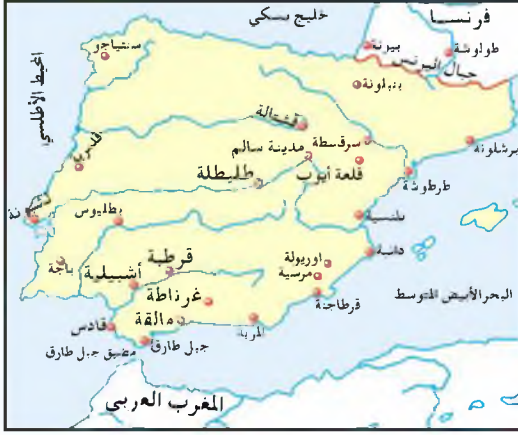 فرنسا
خليج بسكي
طولوشة
بيرنة
جبال البرنس
سنتياجو
المحيط الأطلسي
بنبلونة
قشتالة
سرقسطة
برشلونة
مدينة سالم
قلعة أيوب
طرطوشة
طليطلة
بطليوس
بلنسية
دانية
قرطبة
اوريولة
مرسية
باجة
أشبيلية
غرناطة
قرطاجنة
البحر الأبيض المتوسط
مالقة
المرية
قادس
جبل طارق
مضيق جبل طارق
المغرب العربي